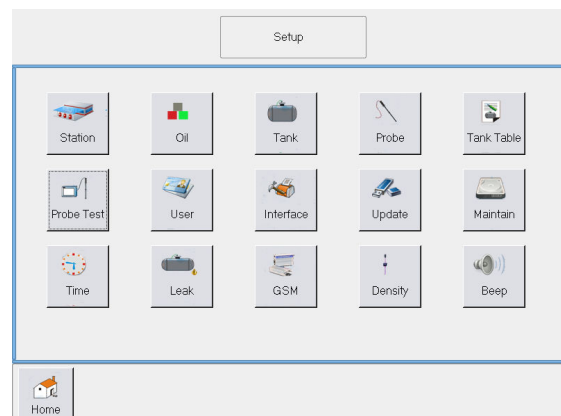 Setup
Station
Oil
Tank
Probe
Tank Table
Probe Test
User
Interface
Update
Maintain
Time
Leak
GSM
Density
Beep
Home